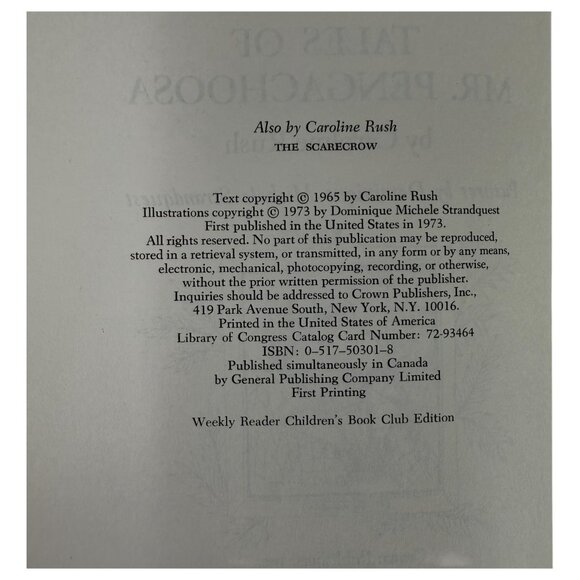 TALES OF
MR. PENGACHOOSA
Also by Caroline Rush
THE SCARECROW
Text copyright © 1965 by Caroline Rush
Illustrations copyright © 1973 by Dominique Michele Strandquest
First published in the United States in 1973.
All rights reserved. No part of this publication may be reproduced,
stored in a retrieval system, or transmitted, in any form or by any means,
electronic, mechanical, photocopying, recording, or otherwise,
without the prior written permission of the publisher.
Inquiries should be addressed to Crown Publishers, Inc.,
419 Park Avenue South, New York, N.Y. 10016.
Printed in the United States of America
Library of Congress Catalog Card Number: 72-93464
ISBN: 0–517–50301–8
Published simultaneously in Canada
by General Publishing Company Limited
First Printing
Weekly Reader Children's Book Club Edition